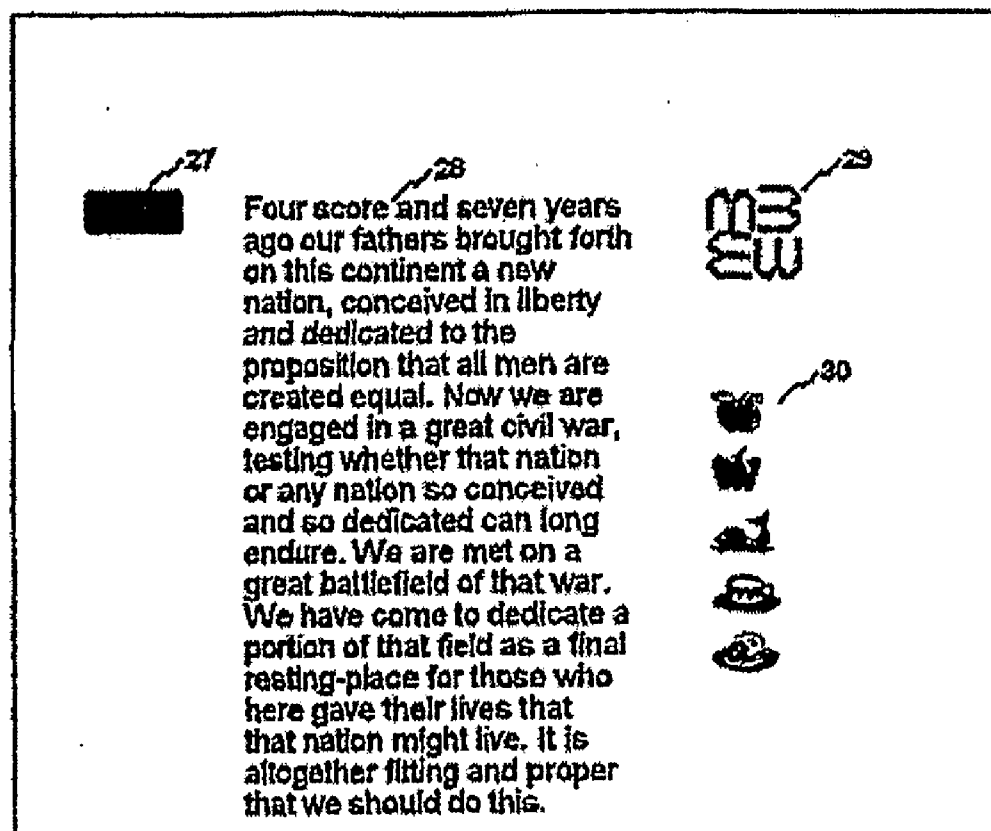 27
28
29
Four score and seven years
ago our fathers brought forth
on this continent a new
nation, conceived in liberty
and dedicated to the
proposition that all men are
created equal. Now we are
engaged in a great civil war,
testing whether that nation
or any nation so conceived
and so dedicated can long
endure. We are met on a
great battlefield of that war.
We have come to dedicate a
portion of that field as a final
resting-place for those who
here gave their lives that
that nation might live. It is
altogether fitting and proper
that we should do this.
30